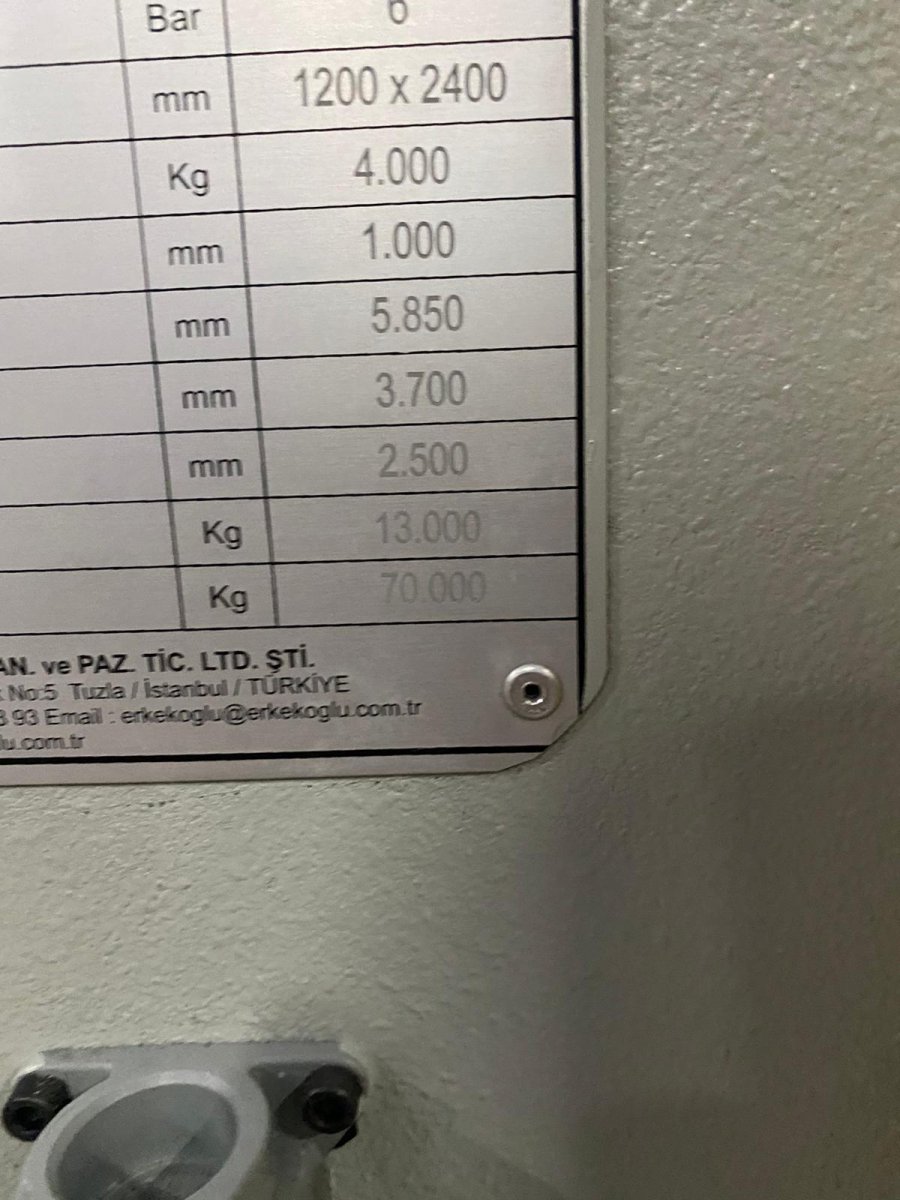 Bar 6
mm 1200 x 2400
Kg 4.000
mm 1.000
mm 5.850
mm 3.700
mm 2.500
Kg 13.000
Kg 70.000
AN. ve PAZ. TİC. LTD. ŞTİ.
No:5 Tuzla / İstanbul / TÜRKİYE
93 Email : erkekoglu@erkekoglu.com.tr
lu.com.tr